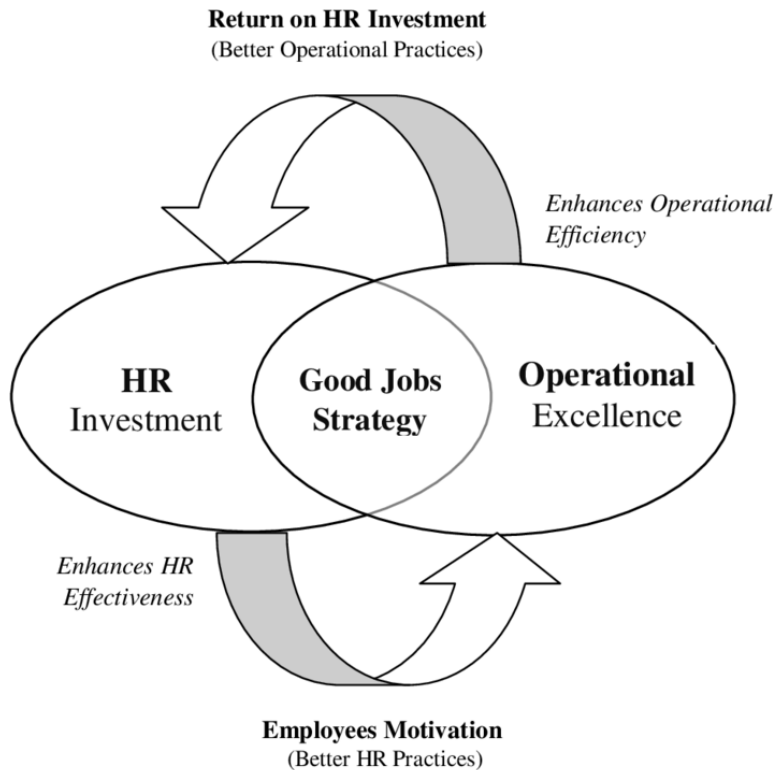 Return on HR Investment
(Better Operational Practices)
Enhances Operational
Efficiency
HR
Investment
Good Jobs
Strategy
Operational
Excellence
Enhances HR
Effectiveness
Employees Motivation
(Better HR Practices)